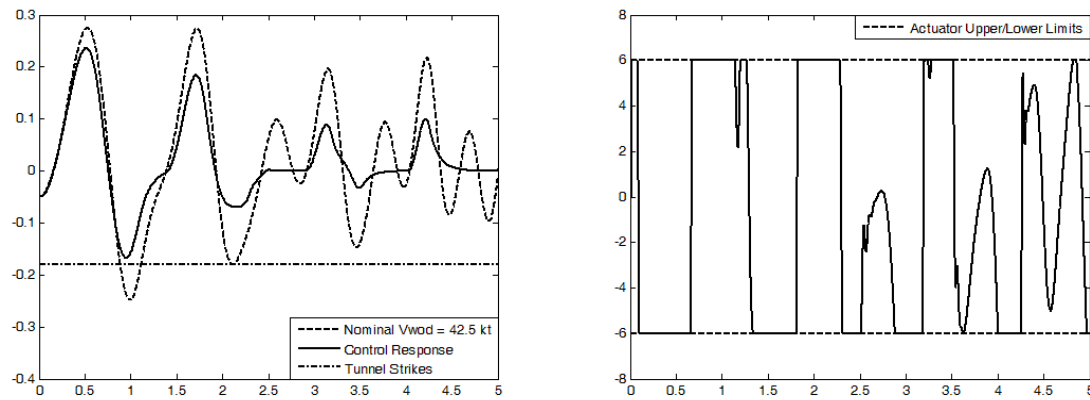 0.3
0.2
0.1
0
-0.1
-0.2
-0.3
-0.4
0 0.5 1 1.5 2 2.5 3 3.5 4 4.5 5
Nominal Vwod = 42.5 kt
Control Response
Tunnel Strikes
8
6
4
2
0
-2
-4
-6
-8
0 0.5 1 1.5 2 2.5 3 3.5 4 4.5 5
Actuator Upper/Lower Limits